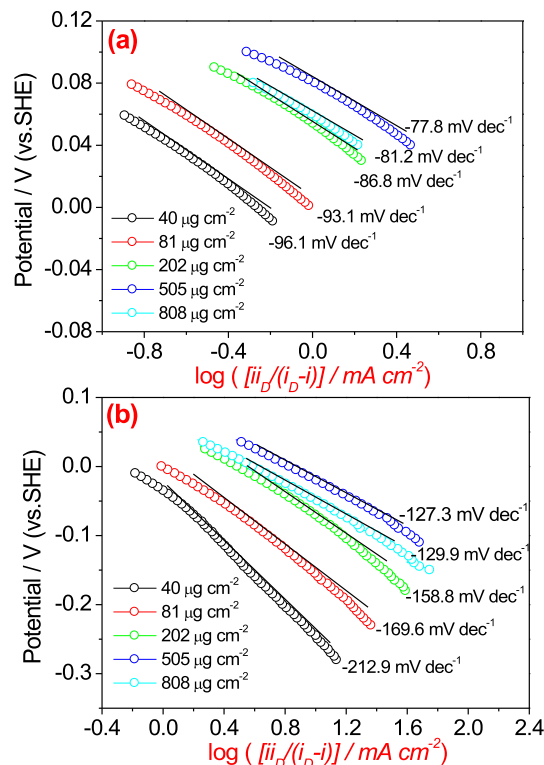 (a)
0.12
0.08
0.04
0.00
-0.04
-0.08
Potential / V (vs.SHE)
-77.8 mV dec⁻¹
-81.2 mV dec⁻¹
-86.8 mV dec⁻¹
-93.1 mV dec⁻¹
-96.1 mV dec⁻¹
40 µg cm⁻²
81 µg cm⁻²
202 µg cm⁻²
505 µg cm⁻²
808 µg cm⁻²
-0.8 -0.4 0.0 0.4 0.8
log ( [ii_D/(i_D-i)] / mA cm⁻²)
(b)
0.1
0.0
-0.1
-0.2
-0.3
Potential / V (vs.SHE)
-127.3 mV dec⁻¹
-129.9 mV dec⁻¹
-158.8 mV dec⁻¹
-169.6 mV dec⁻¹
-212.9 mV dec⁻¹
40 µg cm⁻²
81 µg cm⁻²
202 µg cm⁻²
505 µg cm⁻²
808 µg cm⁻²
-0.4 0.0 0.4 0.8 1.2 1.6 2.0 2.4
log ( [ii_D/(i_D-i)] / mA cm⁻²)